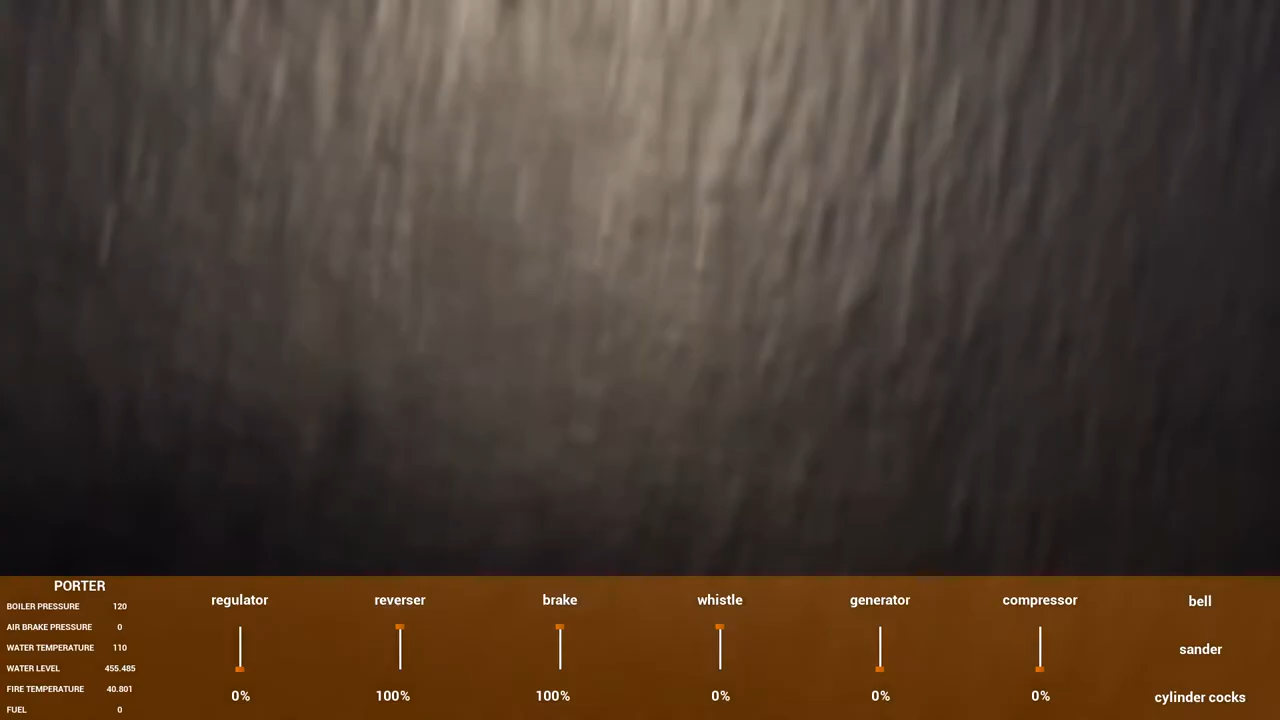 PORTER
BOILER PRESSURE 120
AIR BRAKE PRESSURE 0
WATER TEMPERATURE 110
WATER LEVEL 455.485
FIRE TEMPERATURE 40.801
FUEL 0
regulator reverser brake whistle generator compressor
0% 100% 100% 0% 0% 0%
bell
sander
cylinder cocks